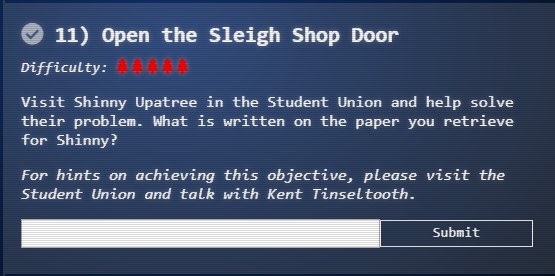 11) Open the Sleigh Shop Door
Difficulty:
Visit Shinny Upatree in the Student Union and help solve
their problem. What is written on the paper you retrieve
for Shinny?
For hints on achieving this objective, please visit the
Student Union and talk with Kent Tinseltooth.
Submit